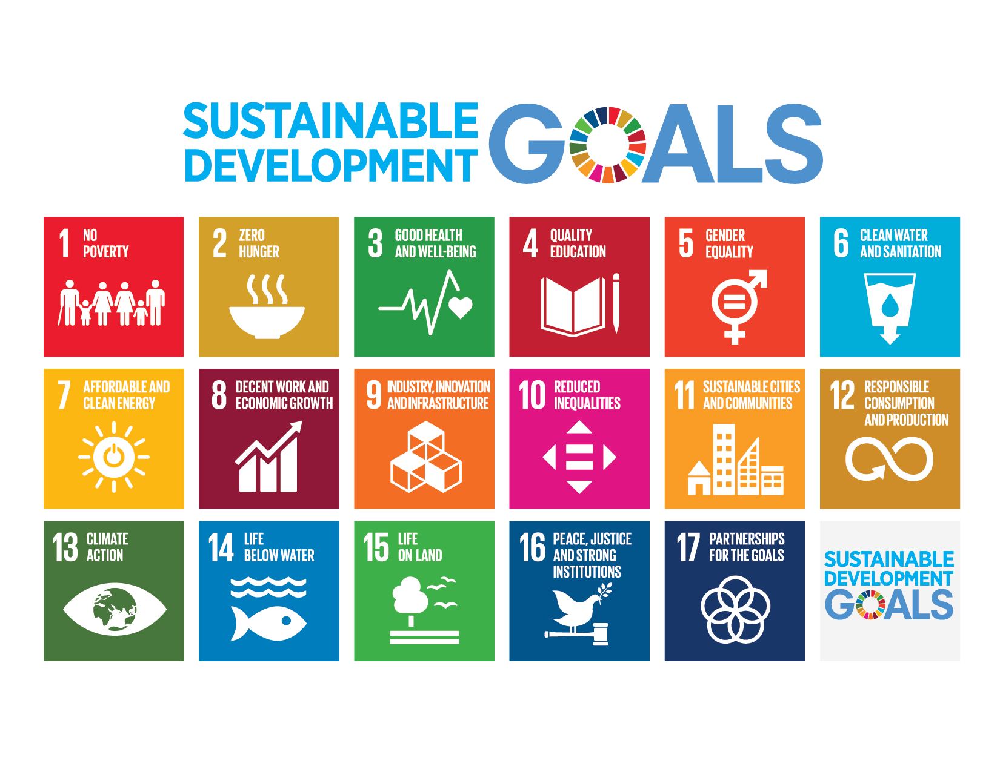 SUSTAINABLE
DEVELOPMENT
GOALS
1 NO
POVERTY
2 ZERO
HUNGER
3 GOOD HEALTH
AND WELL-BEING
4 QUALITY
EDUCATION
5 GENDER
EQUALITY
6 CLEAN WATER
AND SANITATION
7 AFFORDABLE AND
CLEAN ENERGY
8 DECENT WORK AND
ECONOMIC GROWTH
9 INDUSTRY, INNOVATION
AND INFRASTRUCTURE
10 REDUCED
INEQUALITIES
11 SUSTAINABLE CITIES
AND COMMUNITIES
12 RESPONSIBLE
CONSUMPTION
AND PRODUCTION
13 CLIMATE
ACTION
14 LIFE
BELOW WATER
15 LIFE
ON LAND
16 PEACE, JUSTICE
AND STRONG
INSTITUTIONS
17 PARTNERSHIPS
FOR THE GOALS
SUSTAINABLE
DEVELOPMENT
GOALS